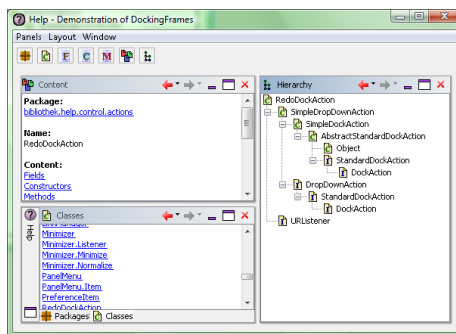 Help - Demonstration of DockingFrames
Panels Layout Window
E C M
Content
Package:
bibliothek.help.control.actions
Name:
RedoDockAction
Content:
Fields
Constructors
Methods
Help
Classes
Minimizer
Minimizer.Listener
Minimizer.Minimize
Minimizer.Normalize
PanelMenu
PanelMenu.Item
PreferenceItem
RedoDockAction
Packages Classes
Hierarchy
RedoDockAction
SimpleDropDownAction
SimpleDockAction
AbstractStandardDockAction
Object
StandardDockAction
DockAction
DropDownAction
StandardDockAction
DockAction
URListener